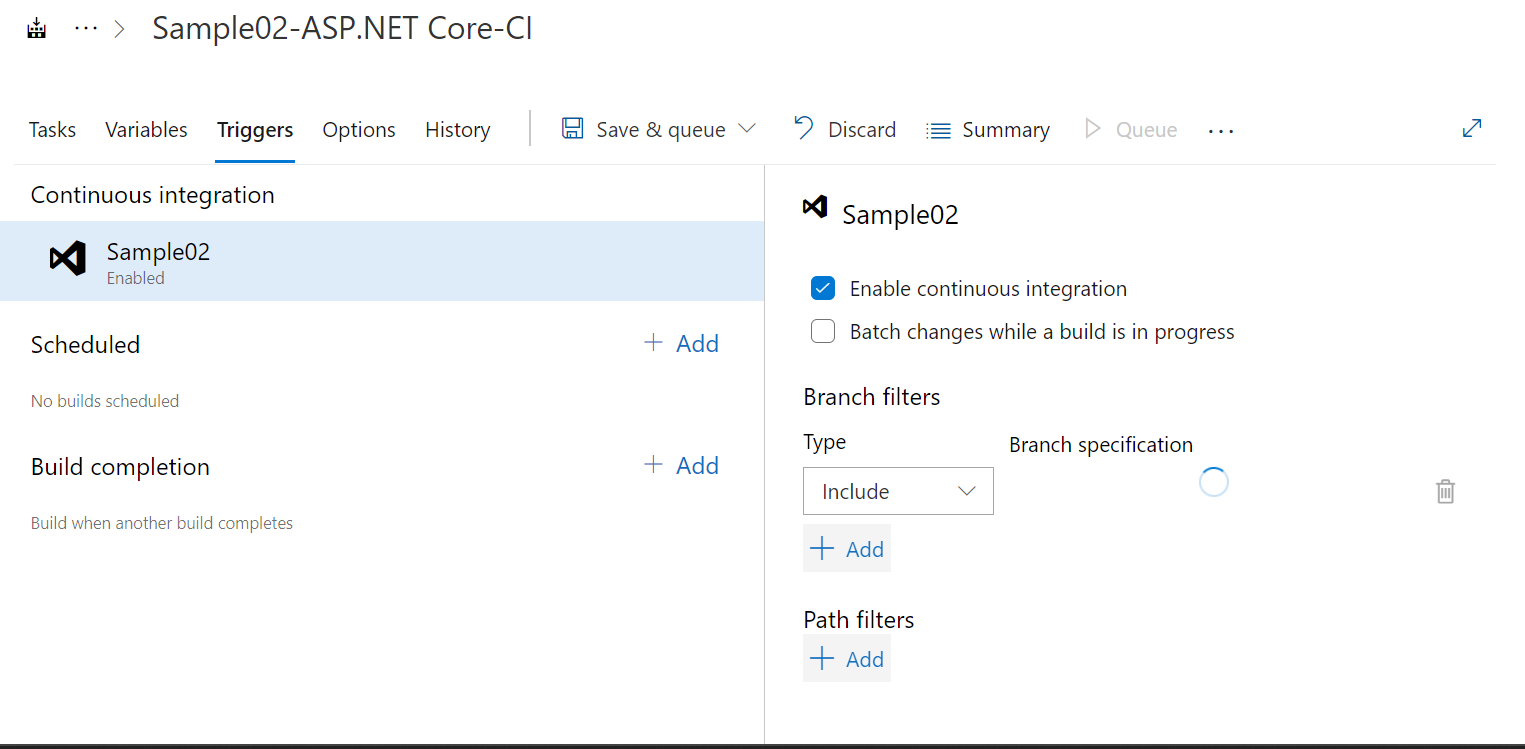 ··· > Sample02-ASP.NET Core-CI
Tasks Variables Triggers Options History Save & queue Discard Summary Queue ···
Continuous integration
Sample02
Enabled
Scheduled + Add
No builds scheduled
Build completion + Add
Build when another build completes
Sample02
Enable continuous integration
Batch changes while a build is in progress
Branch filters
Type Branch specification
Include
+ Add
Path filters
+ Add